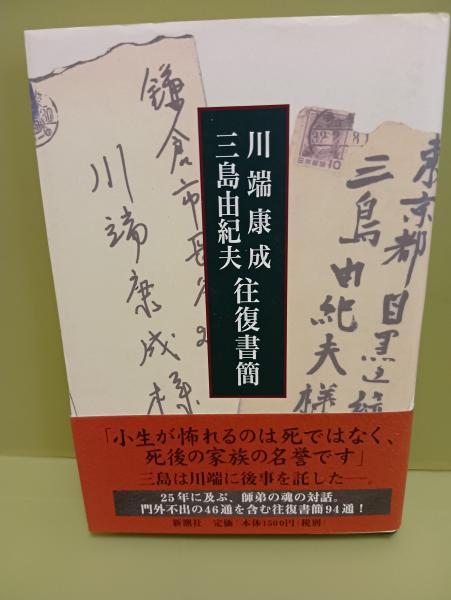 川端康成
三島由紀夫
往復書簡
東京都目黒
三島由紀夫様
10
鎌倉市長谷
川端康成様
「小生が怖れるのは死ではなく、
死後の家族の名誉です」
三島は川端に後事を託した―。
25年に及ぶ、師弟の魂の対話。
門外不出の46通を含む往復書簡94通！
新潮社 定価(本体1500円)税別)